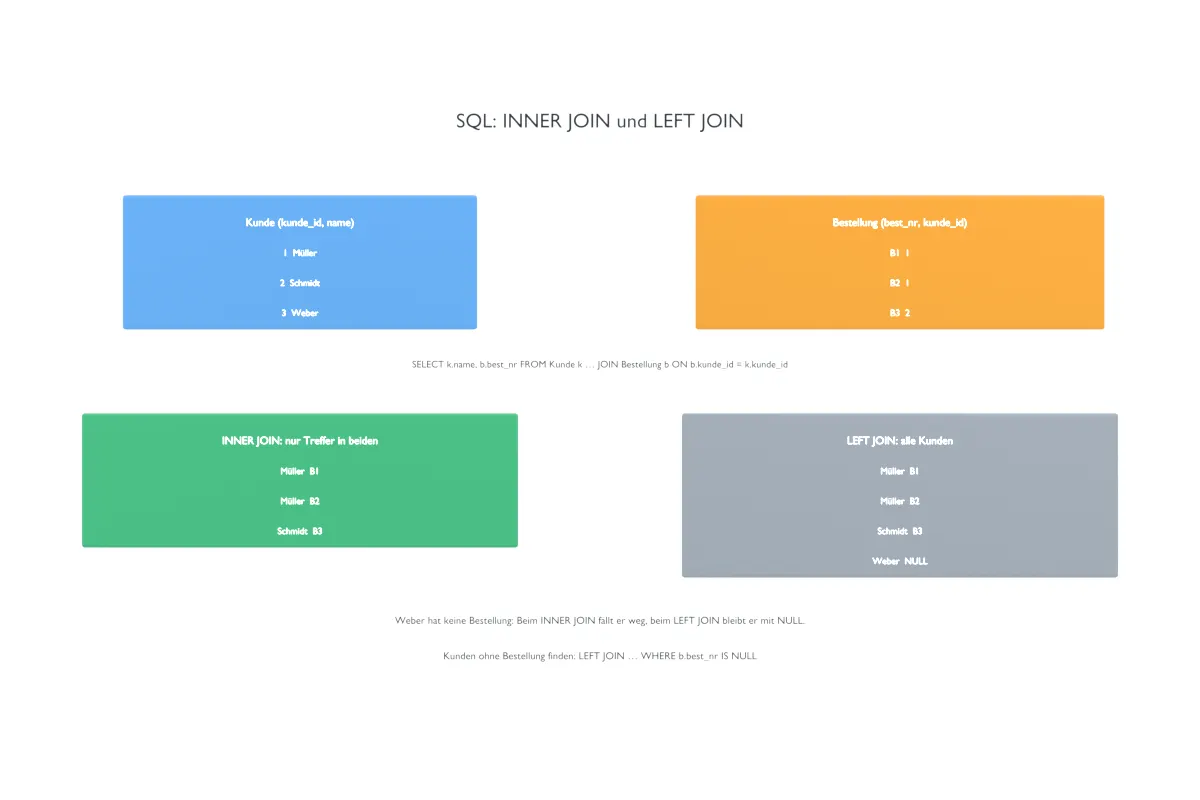 SQL: INNER JOIN und LEFT JOIN
Kunde (kunde_id, name)
1 Müller
2 Schmidt
3 Weber
Bestellung (best_nr, kunde_id)
B1 1
B2 1
B3 2
SELECT k.name, b.best_nr FROM Kunde k … JOIN Bestellung b ON b.kunde_id = k.kunde_id
INNER JOIN: nur Treffer in beiden
Müller B1
Müller B2
Schmidt B3
LEFT JOIN: alle Kunden
Müller B1
Müller B2
Schmidt B3
Weber NULL
Weber hat keine Bestellung: Beim INNER JOIN fällt er weg, beim LEFT JOIN bleibt er mit NULL.
Kunden ohne Bestellung finden: LEFT JOIN … WHERE b.best_nr IS NULL